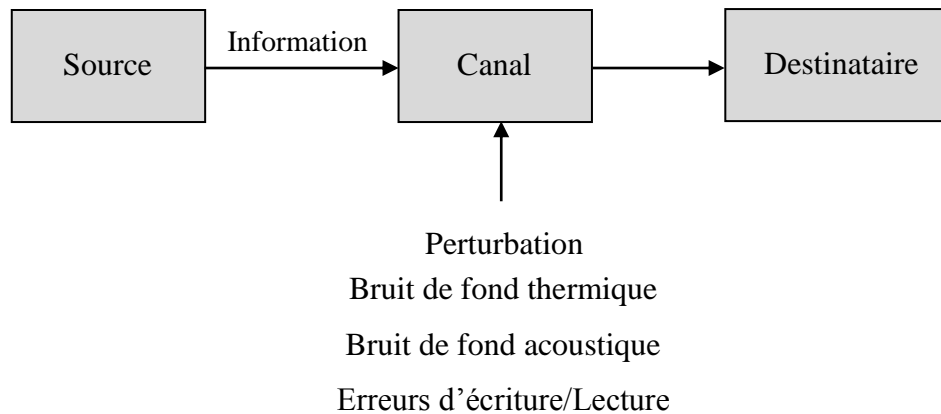 Source
Information
Canal
Destinataire
Perturbation
Bruit de fond thermique
Bruit de fond acoustique
Erreurs d’écriture/Lecture